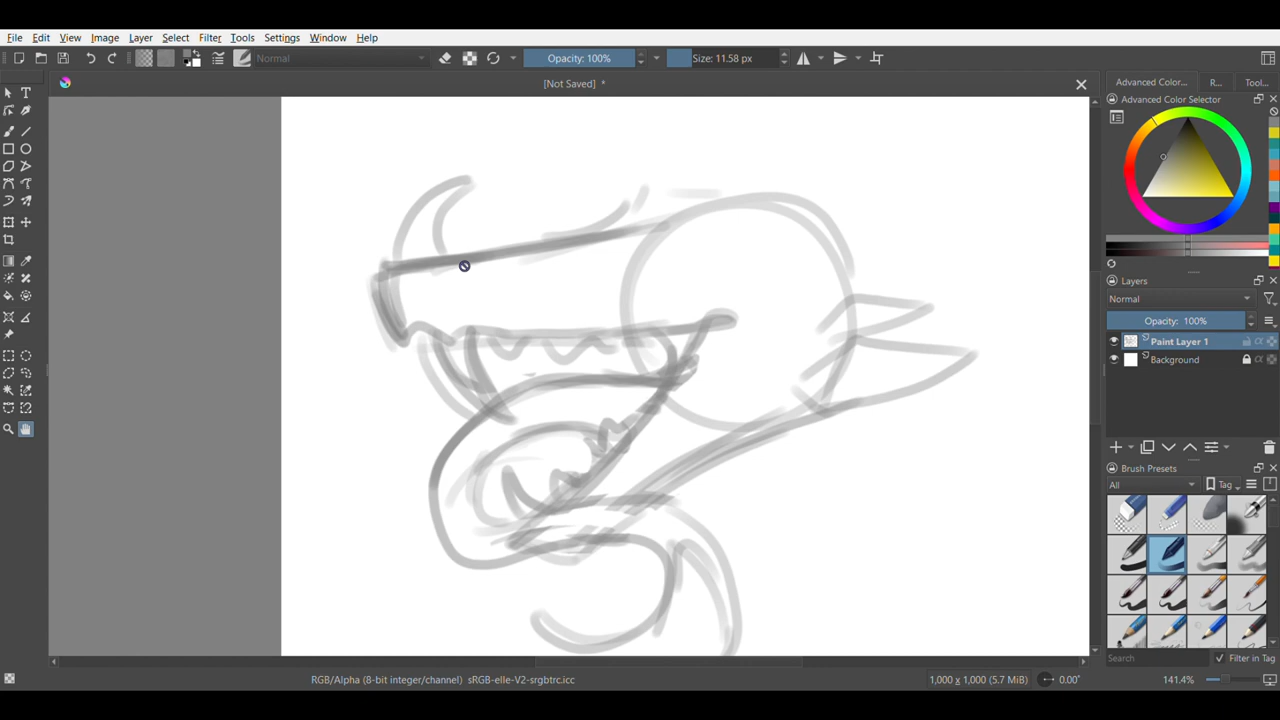 File Edit View Image Layer Select Filter Tools Settings Window Help
Normal Opacity: 100% Size: 11.58 px
[Not Saved] *
Advanced Color... R... Tool...
Advanced Color Selector
Layers
Normal
Opacity: 100%
Paint Layer 1
Background
Brush Presets
All Tag
Search Filter in Tag
RGB/Alpha (8-bit integer/channel) sRGB-elle-V2-srgbtrc.icc 1,000 x 1,000 (5.7 MiB) 0.00° 141.4%